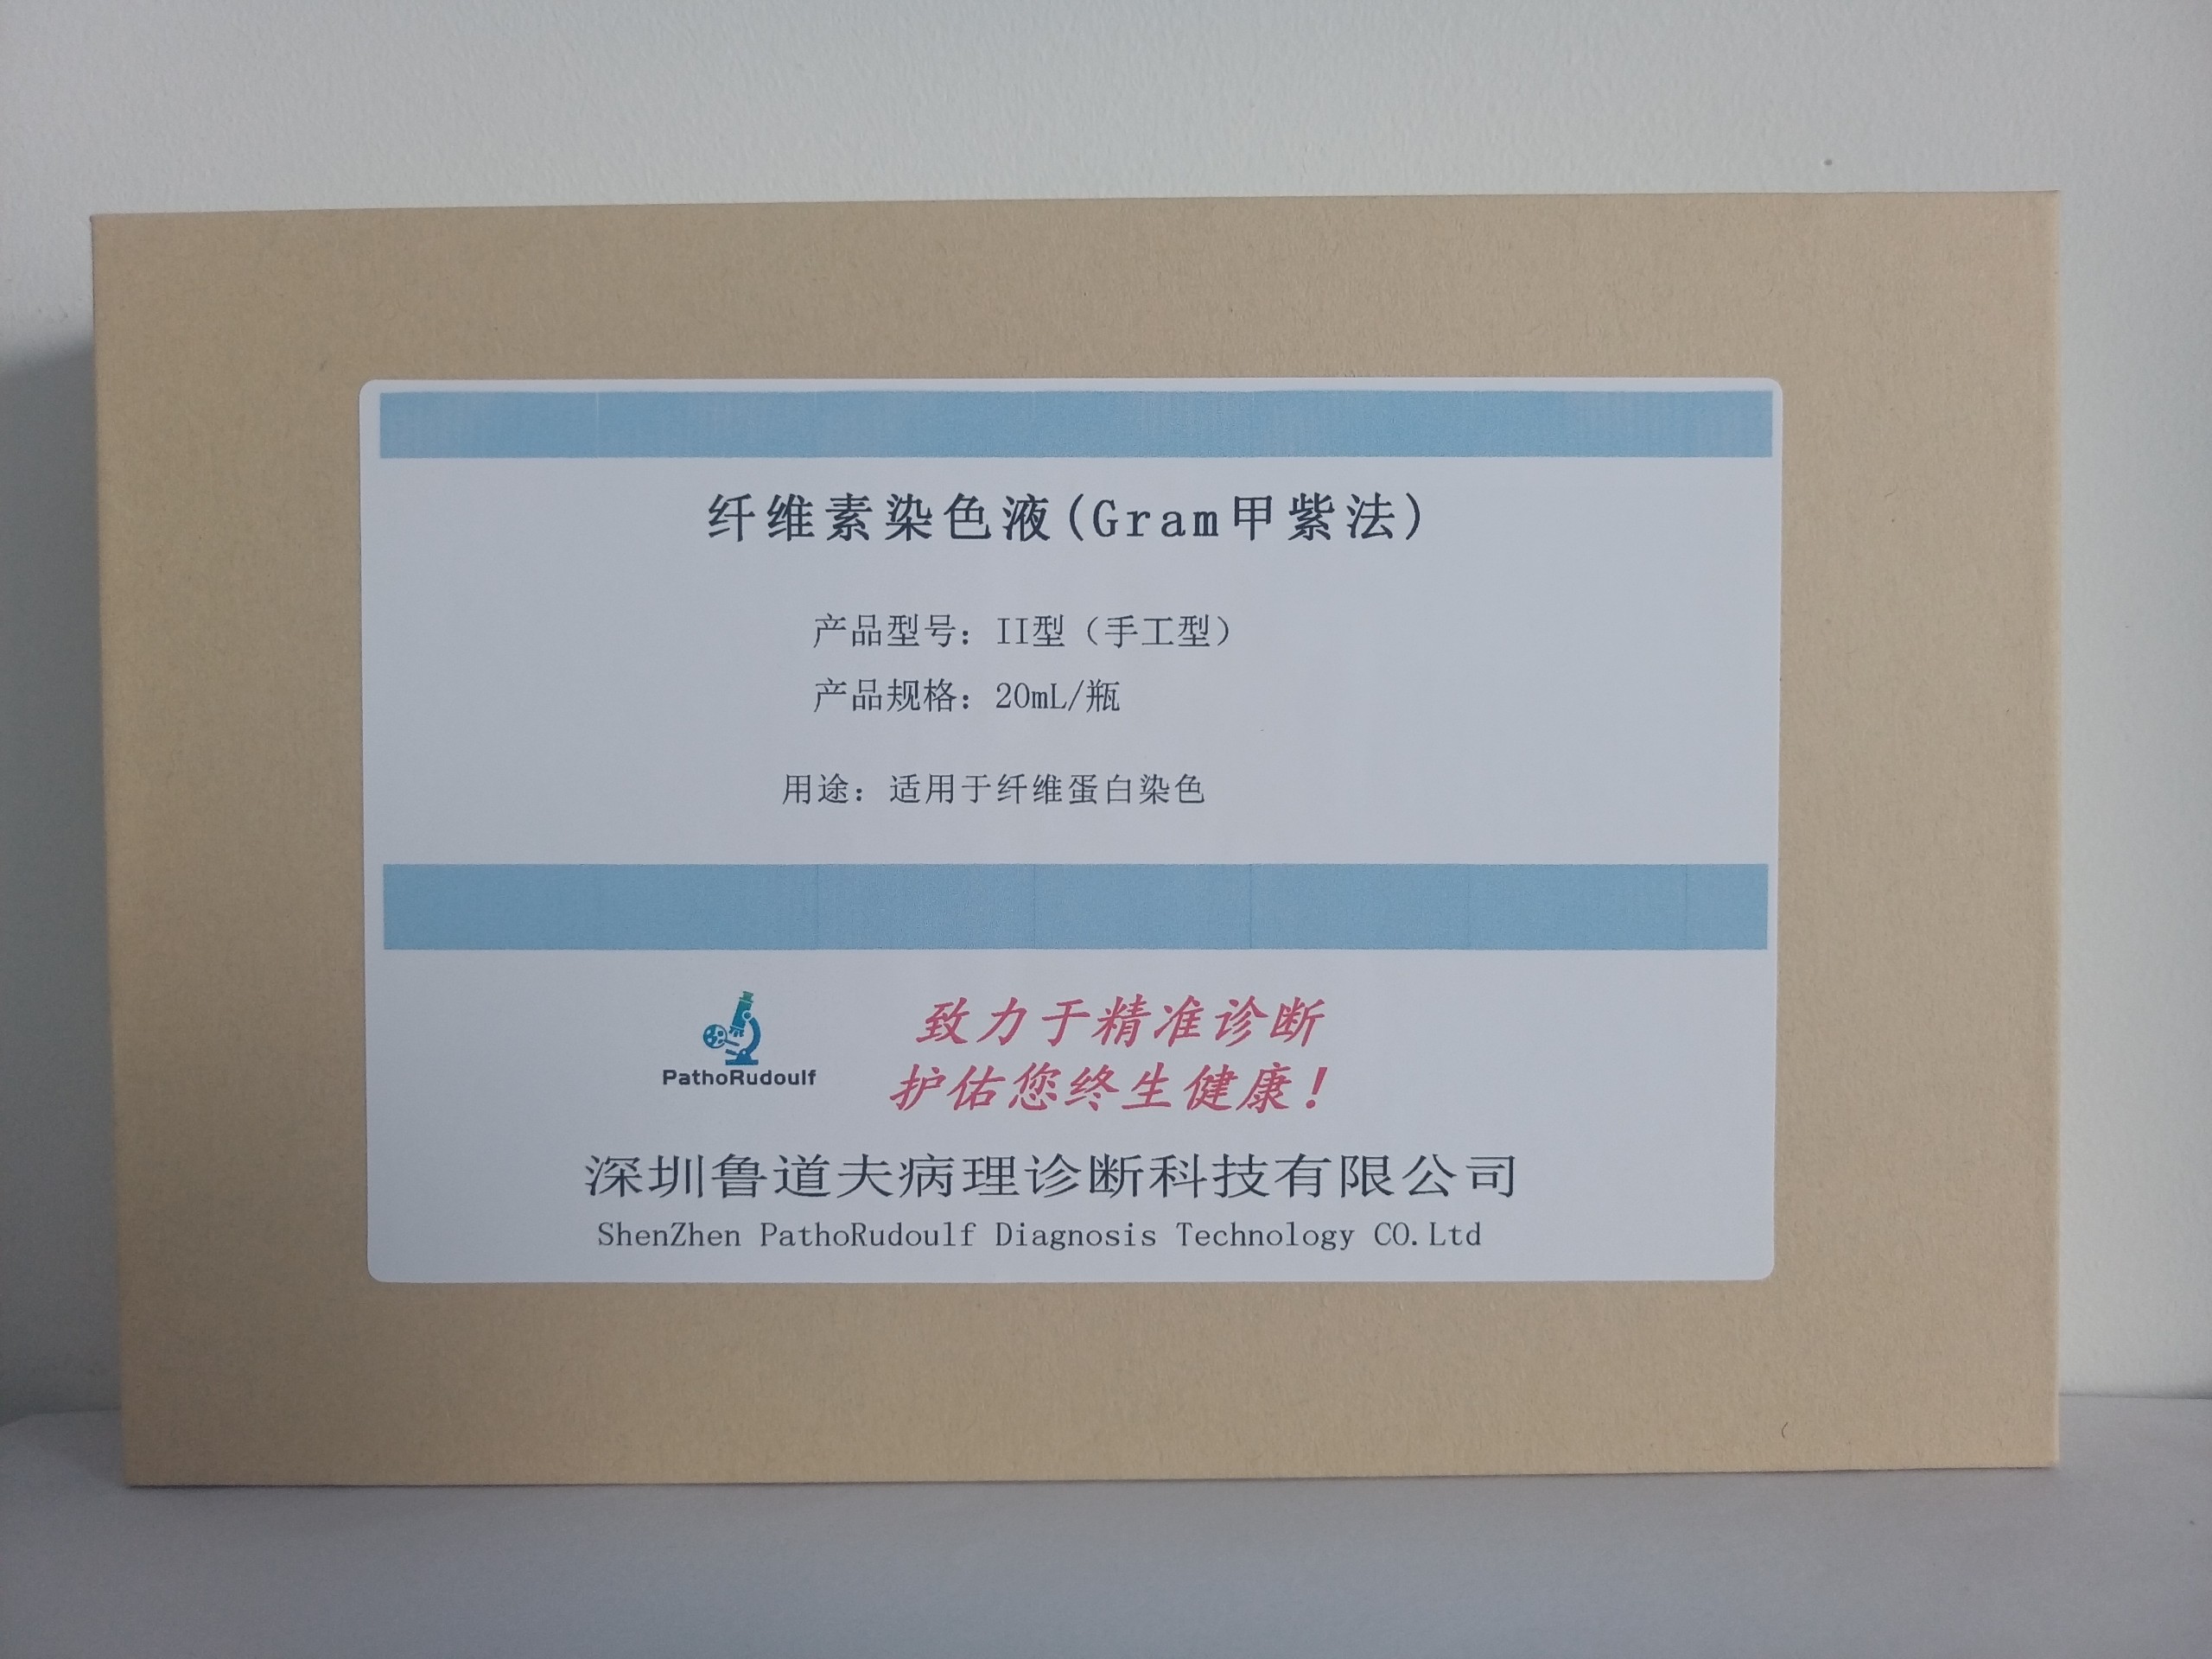 纤维素染色液(Gram甲紫法)
产品型号：II型（手工型）
产品规格：20mL/瓶
用途：适用于纤维蛋白染色
PathoRudoulf
致力于精准诊断
护佑您终生健康！
深圳鲁道夫病理诊断科技有限公司
ShenZhen PathoRudoulf Diagnosis Technology CO.Ltd